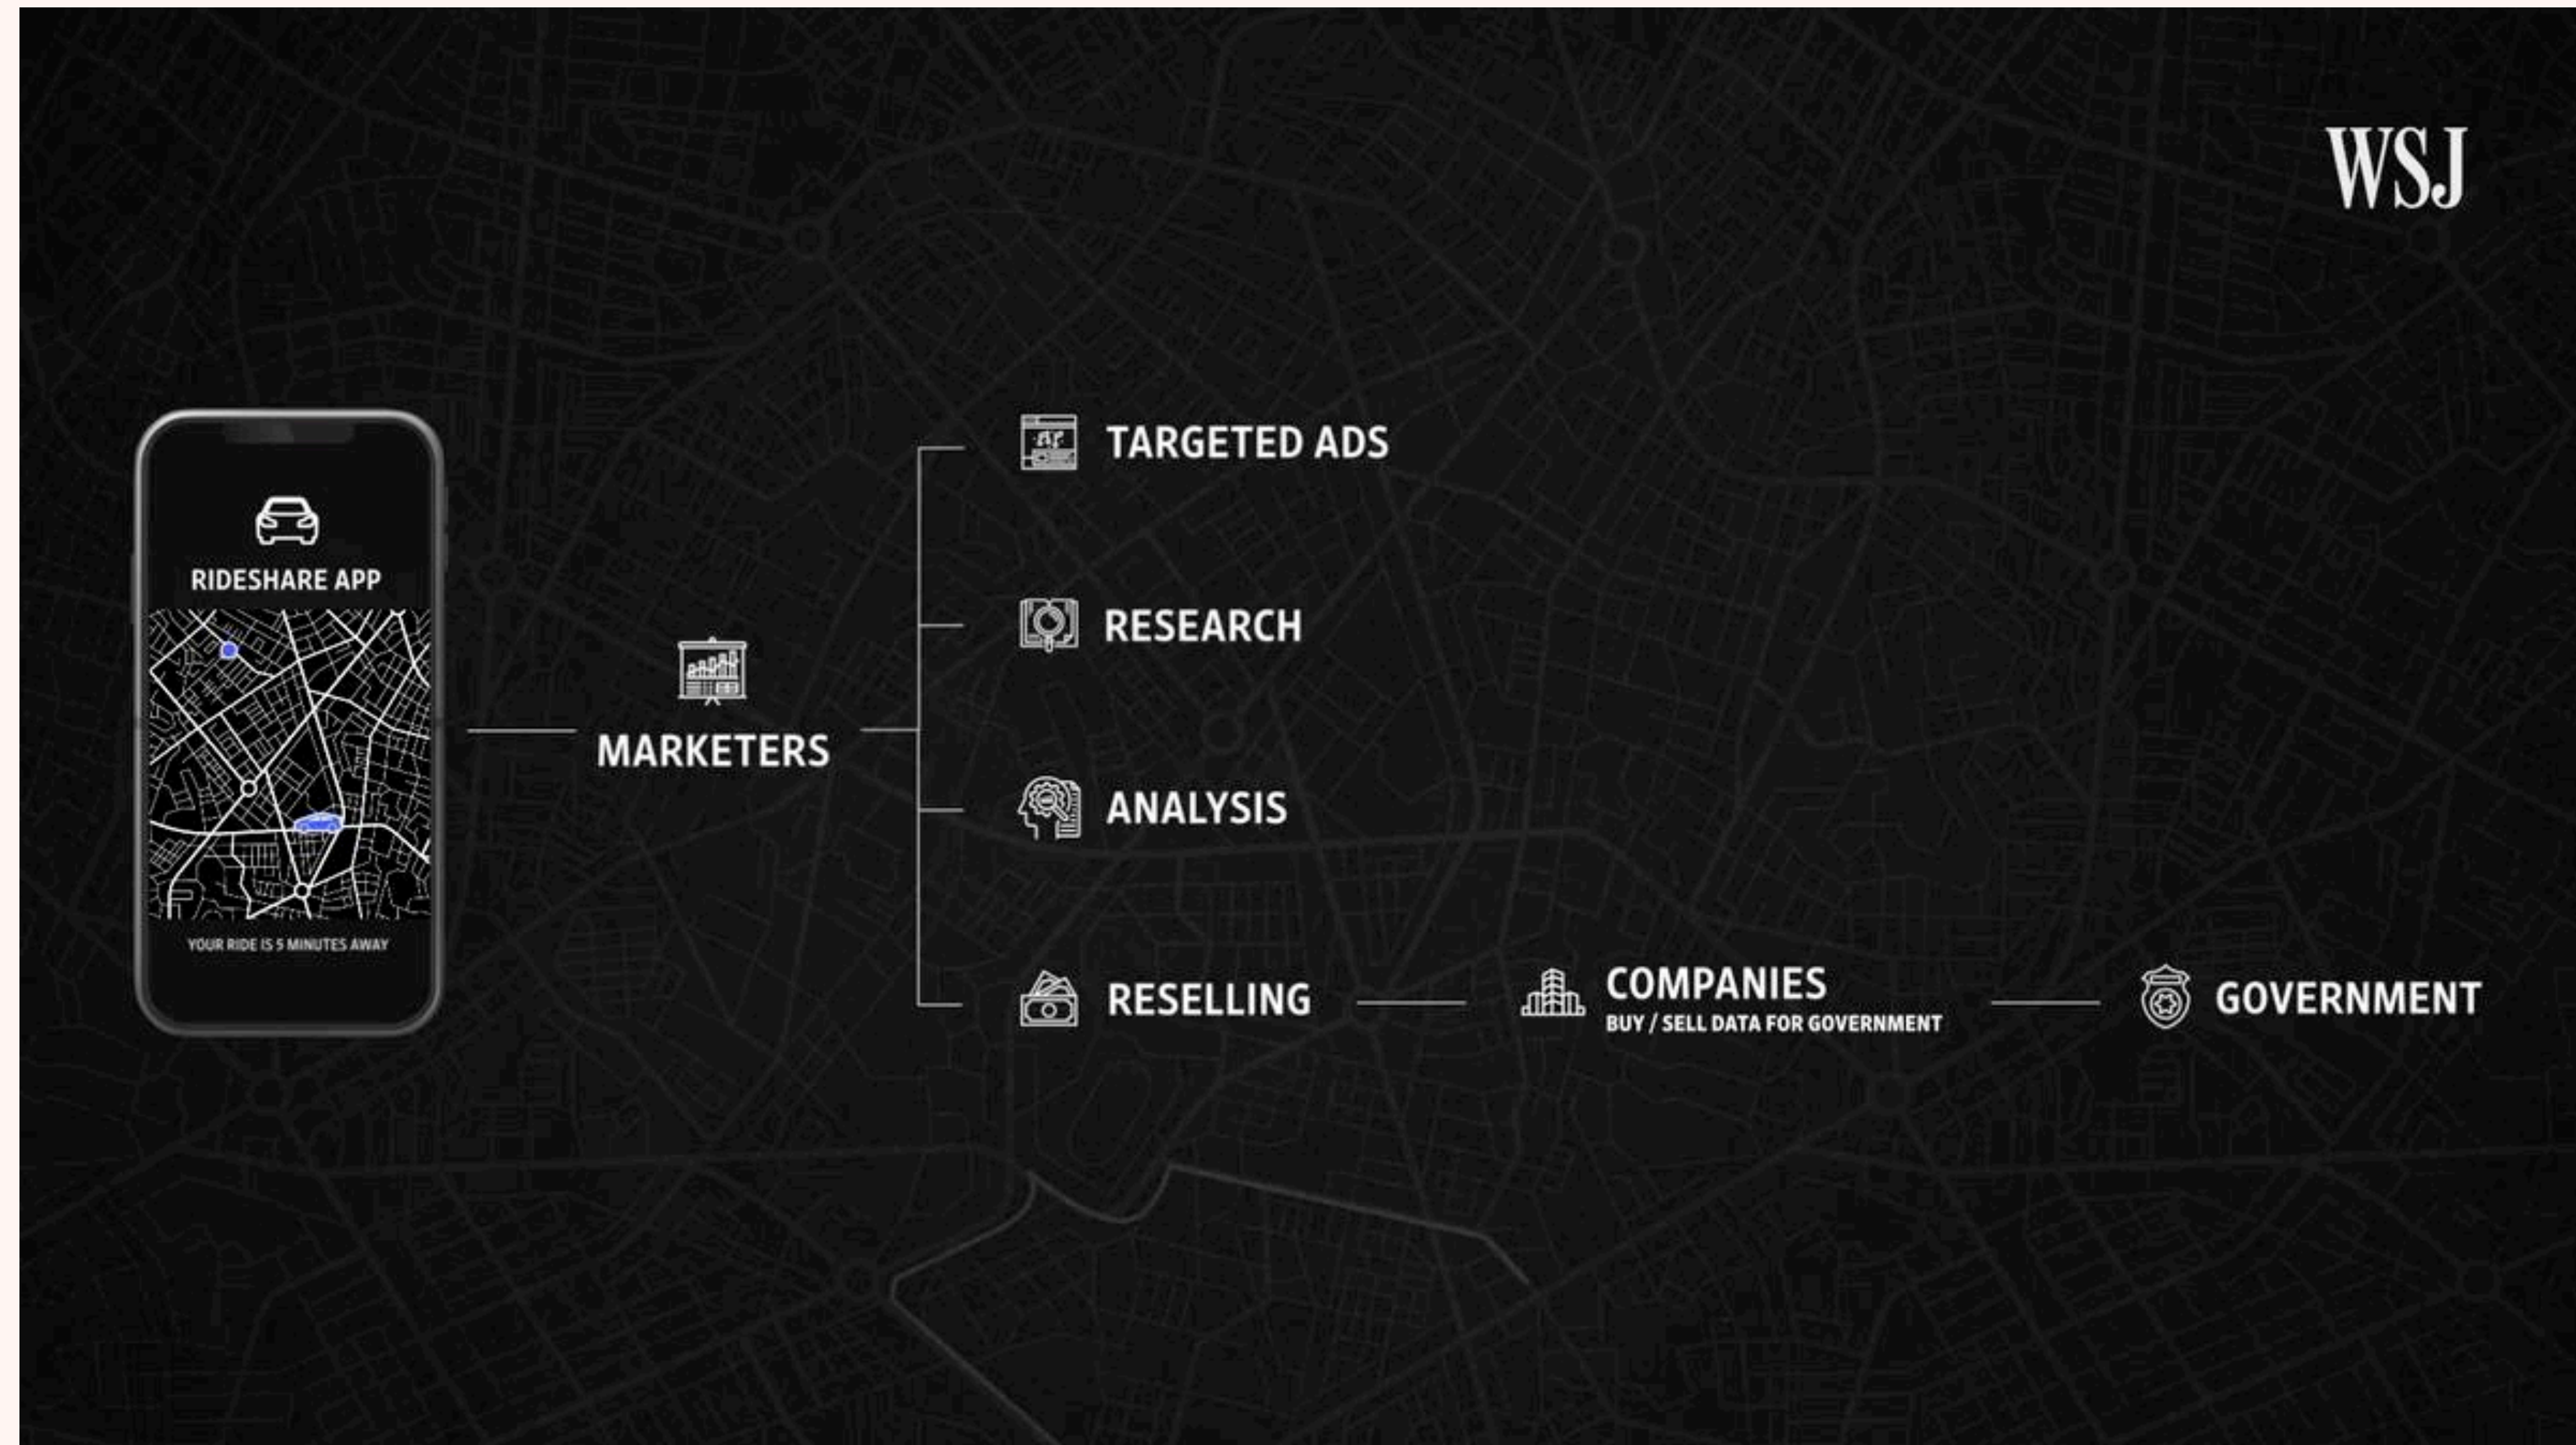 WSJ
RIDESHARE APP
YOUR RIDE IS 5 MINUTES AWAY
MARKETERS
TARGETED ADS
RESEARCH
ANALYSIS
RESELLING
COMPANIES
BUY / SELL DATA FOR GOVERNMENT
GOVERNMENT